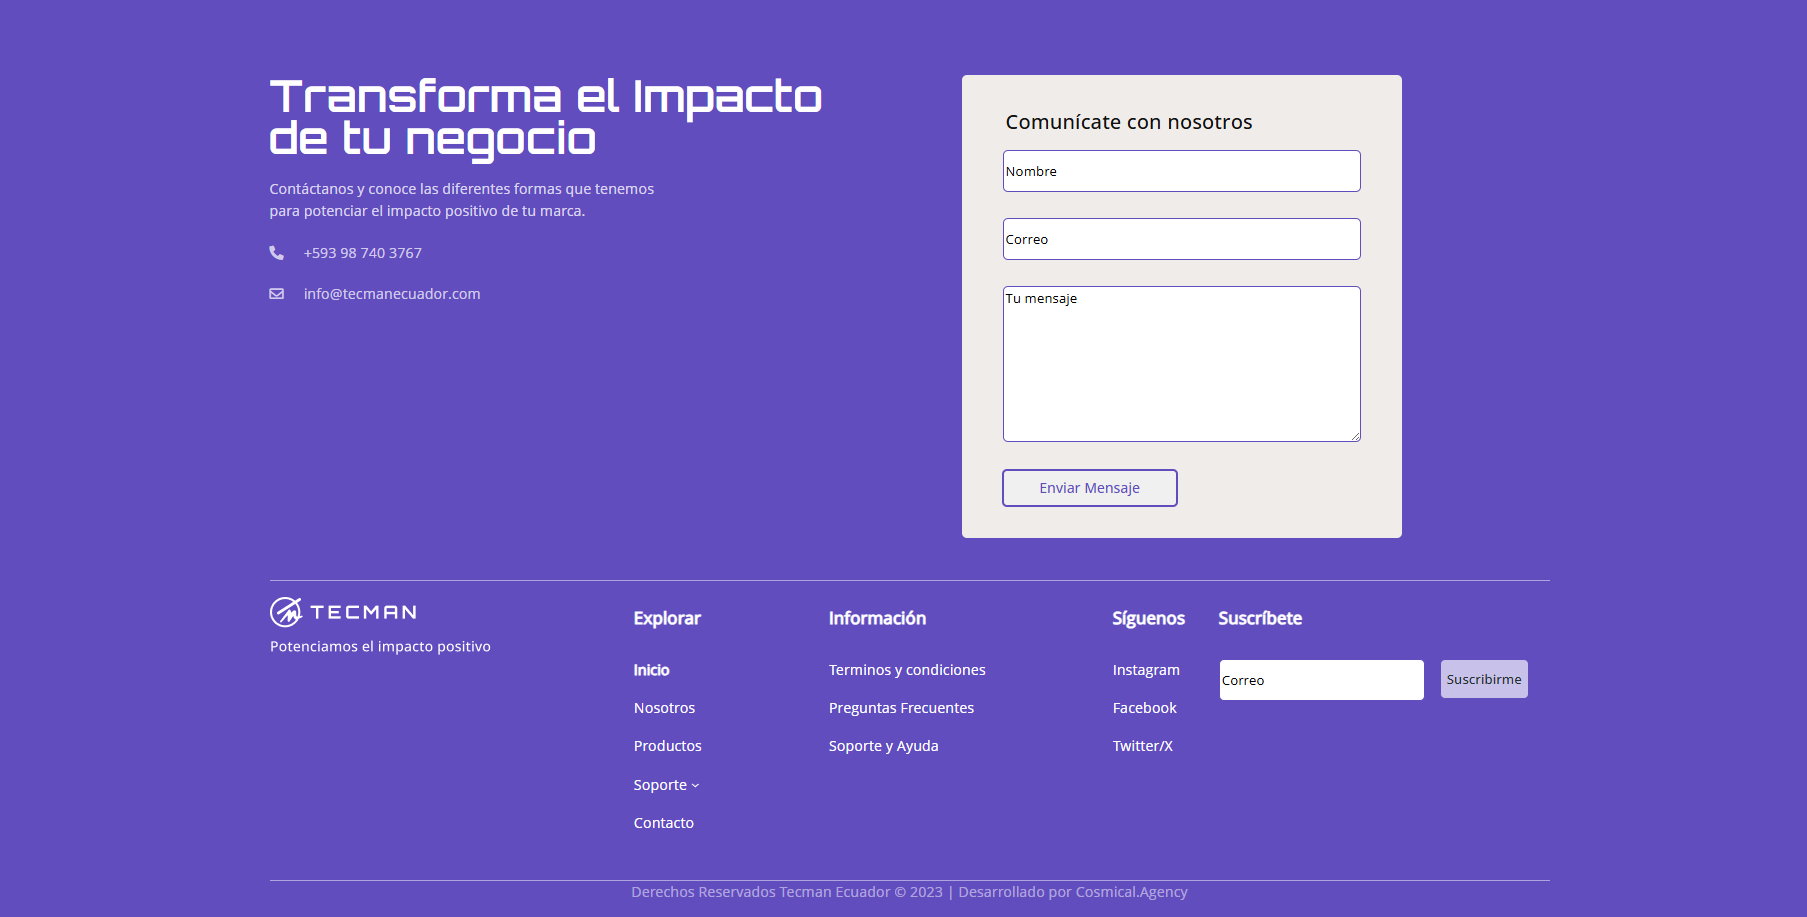 Transforma el Impacto
de tu negocio
Contáctanos y conoce las diferentes formas que tenemos
para potenciar el impacto positivo de tu marca.
+593 98 740 3767
info@tecmanecuador.com
Comunícate con nosotros
Nombre
Correo
Tu mensaje
Enviar Mensaje
TECMAN
Potenciamos el impacto positivo
Explorar
Inicio
Nosotros
Productos
Soporte
Contacto
Información
Terminos y condiciones
Preguntas Frecuentes
Soporte y Ayuda
Síguenos
Instagram
Facebook
Twitter/X
Suscríbete
Correo
Suscribirme
Derechos Reservados Tecman Ecuador © 2023 | Desarrollado por Cosmical.Agency